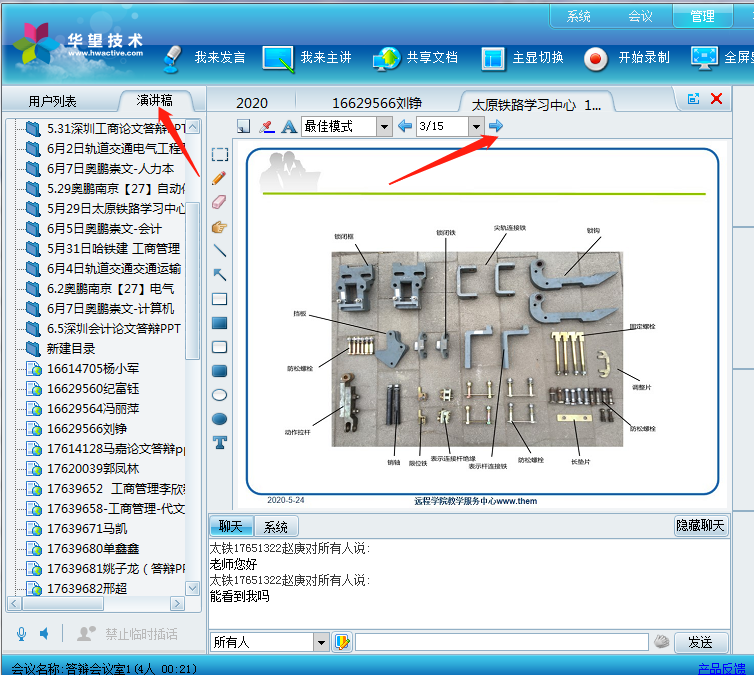 系统 会议 管理
华望技术
www.hwactive.com
我来发言 我来主讲 共享文档 主显切换 开始录制 全屏
用户列表 演讲稿
2020 16629566刘铮 太原铁路学习中心 1...
最佳模式 3/15
5.31深圳工商论文答辩PPT
6月2日轨道交通电气工程
6月7日奥鹏崇文-人力本
5.29奥鹏南京【27】自动化
5月29日太原铁路学习中心
6月5日奥鹏崇文-会计
5月31日哈铁建 工商管理
6月4日轨道交通交通运输
6.2奥鹏南京【27】电气
6月7日奥鹏崇文-计算机
6.5深圳会计论文答辩PPT
新建目录
16614705杨小军
16629560纪富钰
16629564冯丽萍
16629566刘铮
17614128马嘉论文答辩pp
17620039郭凤林
17639652 工商管理李欣
17639658-工商管理-代文
17639671马凯
17639680单鑫鑫
17639681姚子龙（答辩PP
17639682邢超
禁止临时插话
锁闭框 锁闭铁 尖轨连接铁 锁钩
挡板 固定螺栓
防松螺栓 调整片
动作拉杆 销轴 限位铁 表示连接杆绝缘 表示杆连接铁 防松螺栓 长垫片 防松螺栓
2020-5-24 远程学院教学服务中心www.them
聊天 系统 隐藏聊天
太铁17651322赵庚对所有人说:
老师您好
太铁17651322赵庚对所有人说:
能看到我吗
所有人 发送
会议名称:答辩会议室1(4人 00:21) 产品反馈